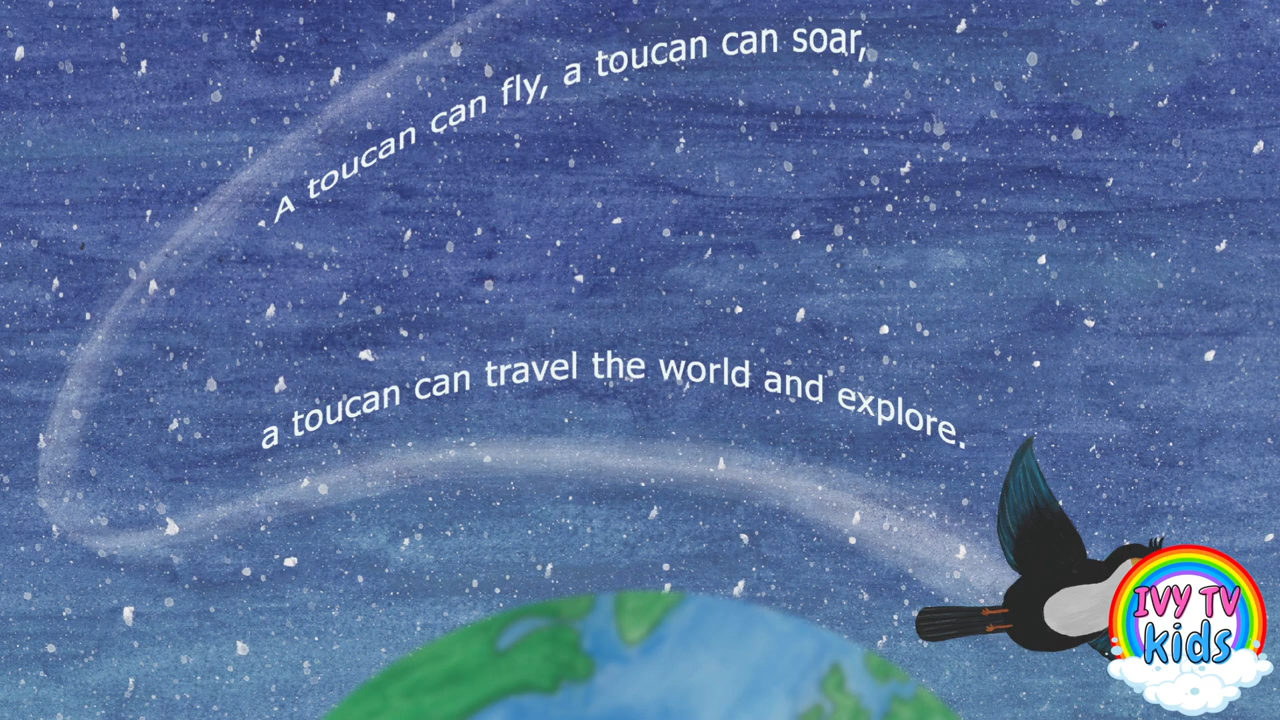 A toucan can fly, a toucan can soar,
a toucan can travel the world and explore.
IVY TV
kids